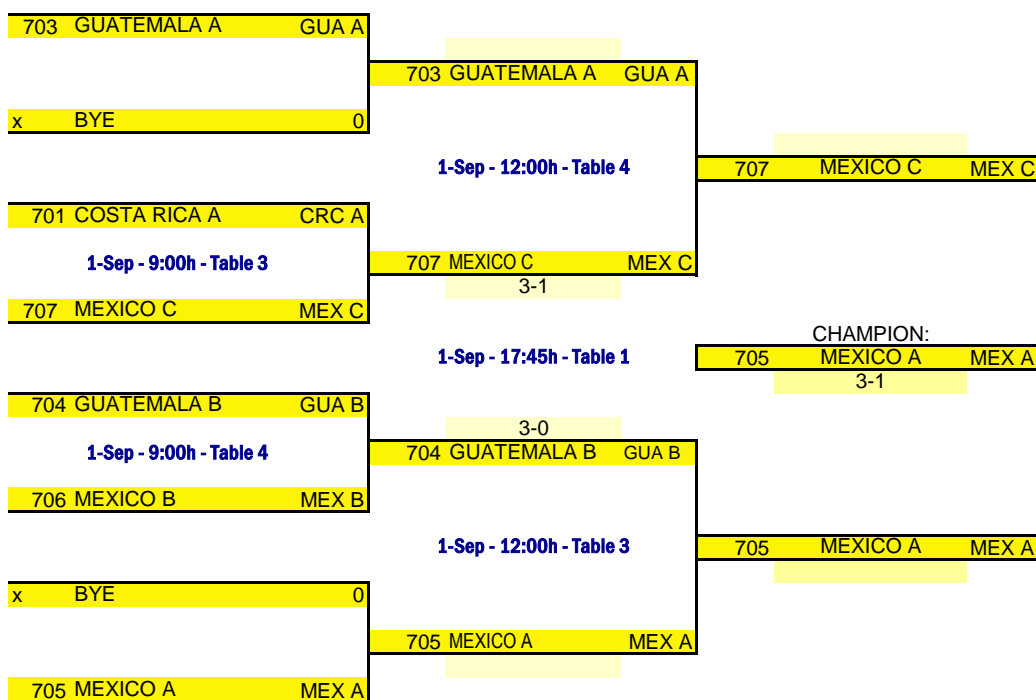 703 GUATEMALA A GUA A
703 GUATEMALA A GUA A
x BYE 0
1-Sep - 12:00h - Table 4
707 MEXICO C MEX C
701 COSTA RICA A CRC A
1-Sep - 9:00h - Table 3
707 MEXICO C MEX C
3-1
707 MEXICO C MEX C
CHAMPION:
1-Sep - 17:45h - Table 1
705 MEXICO A MEX A
3-1
704 GUATEMALA B GUA B
3-0
1-Sep - 9:00h - Table 4
704 GUATEMALA B GUA B
706 MEXICO B MEX B
1-Sep - 12:00h - Table 3
705 MEXICO A MEX A
x BYE 0
705 MEXICO A MEX A
705 MEXICO A MEX A